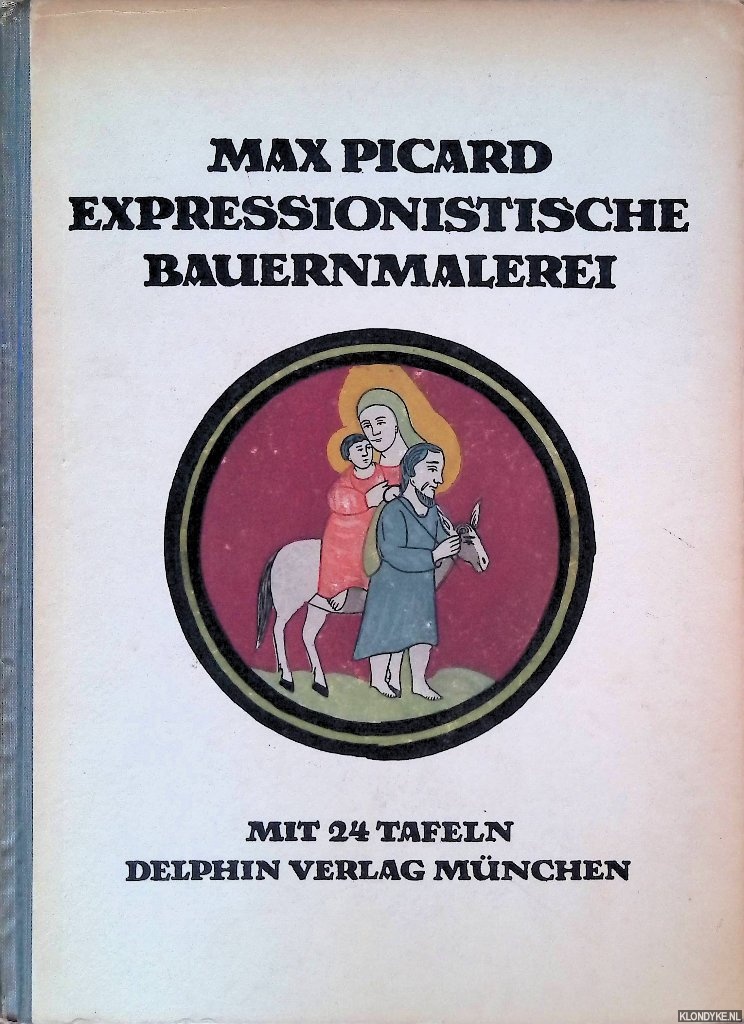 MAX PICARD
EXPRESSIONISTISCHE
BAUERNMALEREI
MIT 24 TAFELN
DELPHIN VERLAG MÜNCHEN
KLONDYKE.NL